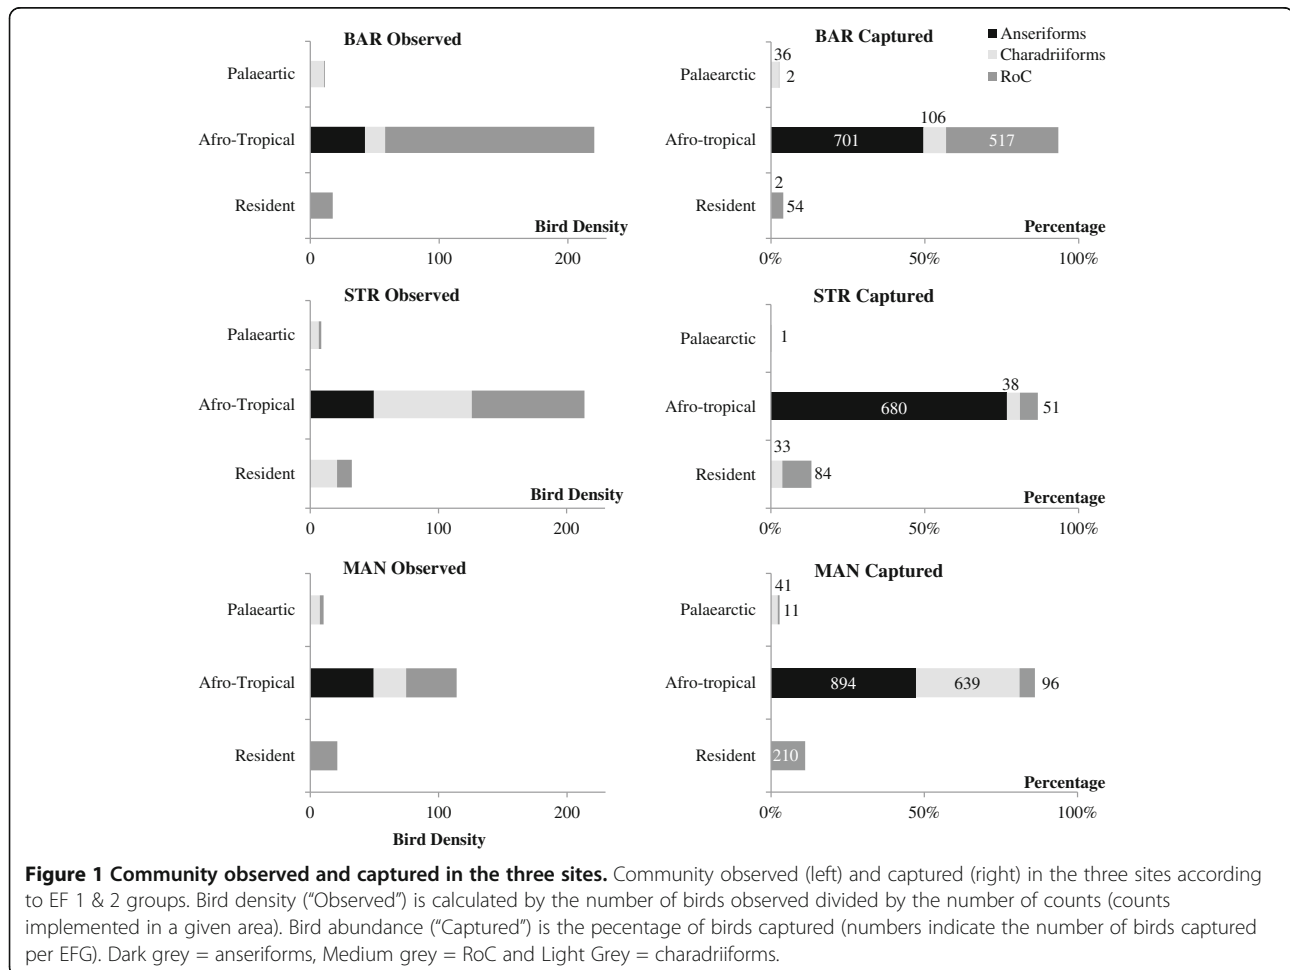 BAR Observed
Palaeartic
Afro-Tropical
Resident
Bird Density
0 100 200
BAR Captured
Anseriforms
Charadriiforms
RoC
36
Palaearctic 2
106
Afro-tropical 701 517
2
Resident 54
Percentage
0% 50% 100%
STR Observed
Palaeartic
Afro-Tropical
Resident
Bird Density
0 100 200
STR Captured
Palaearctic 1
38
Afro-tropical 680 51
33
Resident 84
Percentage
0% 50% 100%
MAN Observed
Palaeartic
Afro-Tropical
Resident
0 100 200
Bird Density
MAN Captured
41
Palaearctic 11
Afro-tropical 894 639 96
Resident 210
Percentage
0% 50% 100%
Figure 1 Community observed and captured in the three sites. Community observed (left) and captured (right) in the three sites according
to EF 1 & 2 groups. Bird density (“Observed”) is calculated by the number of birds observed divided by the number of counts (counts
implemented in a given area). Bird abundance (“Captured”) is the pecentage of birds captured (numbers indicate the number of birds captured
per EFG). Dark grey = anseriforms, Medium grey = RoC and Light Grey = charadriiforms.